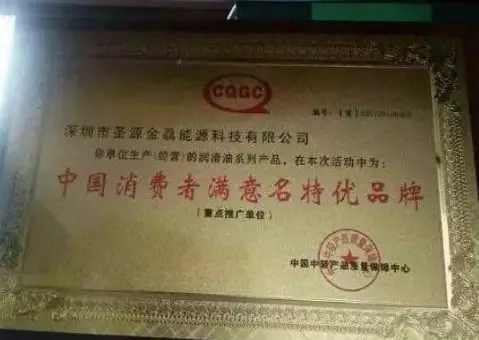 CQGC
编号：
深圳市圣源金骉能源科技有限公司
你单位生产（经营）的润滑油系列产品，在本次活动中为：
中国消费者满意名特优品牌
（重点推广单位）
中国中轻产品质量保障中心